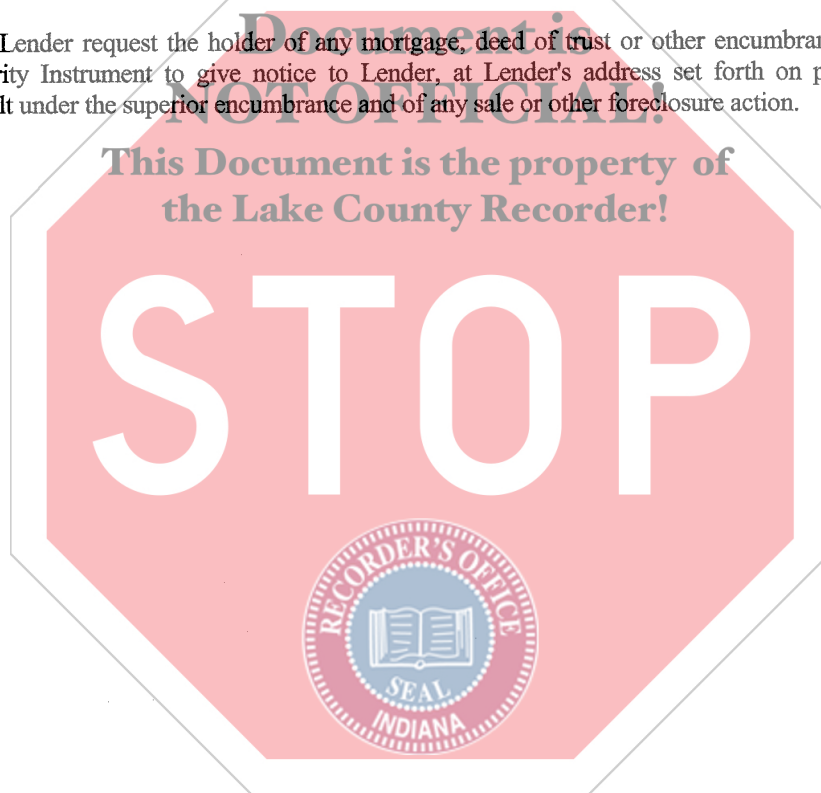 Document is
Lender request the holder of any mortgage, deed of trust or other encumbran
rity Instrument to give notice to Lender, at Lender's address set forth on p
lt under the superior encumbrance and of any sale or other foreclosure action.
NOT OFFICIAL!
This Document is the property of
the Lake County Recorder!
STOP
RECORDER'S OFFICE
SEAL
INDIANA